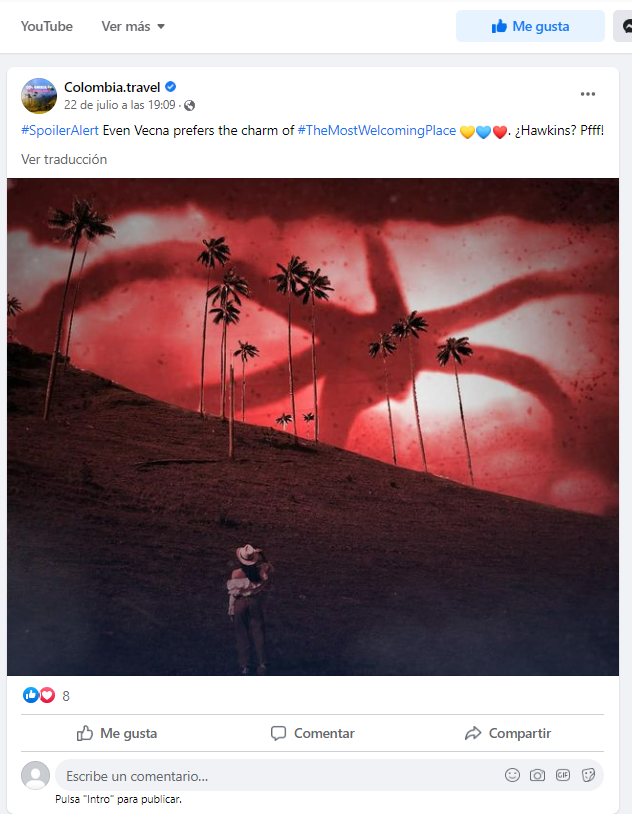 YouTube Ver más Me gusta
Colombia.travel
22 de julio a las 19:09 ·
#SpoilerAlert Even Vecna prefers the charm of #TheMostWelcomingPlace 💛💙❤️. ¿Hawkins? Pfff!
Ver traducción
8
Me gusta Comentar Compartir
Escribe un comentario...
GIF
Pulsa "Intro" para publicar.